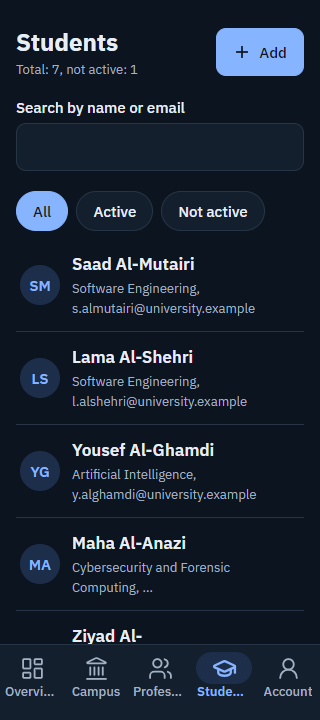 Students
Total: 7, not active: 1
Add
Search by name or email
All
Active
Not active
Saad Al-Mutairi
SM
Software Engineering,
s.almutairi@university.example
Lama Al-Shehri
LS
Software Engineering,
l.alshehri@university.example
Yousef Al-Ghamdi
YG
Artificial Intelligence,
y.alghamdi@university.example
Maha Al-Anazi
MA
Cybersecurity and Forensic
Computing, ...
Ziyad Al-
Overvi...
Campus
Profes...
Stude...
Account